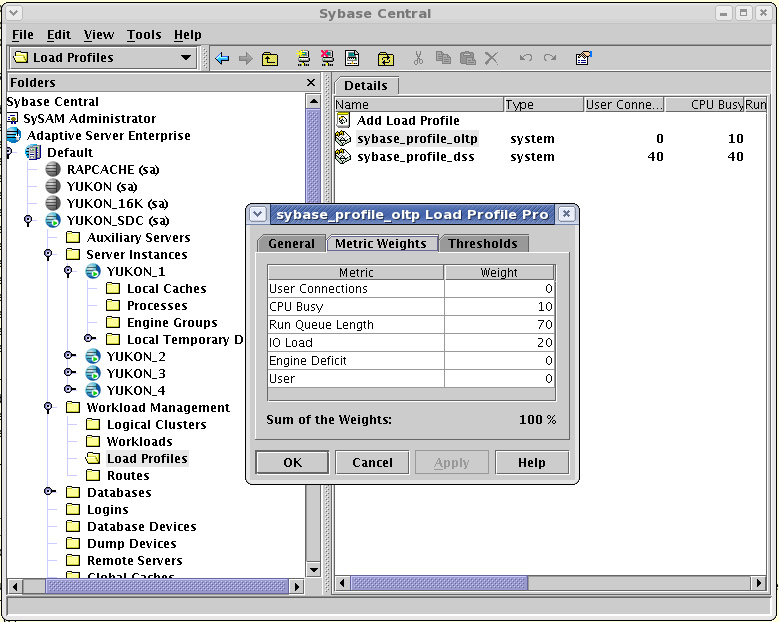 Sybase Central
File Edit View Tools Help
Load Profiles
Folders
Sybase Central
SySAM Administrator
Adaptive Server Enterprise
Default
RAPCACHE (sa)
YUKON (sa)
YUKON_16K (sa)
YUKON_SDC (sa)
Auxiliary Servers
Server Instances
YUKON_1
Local Caches
Processes
Engine Groups
Local Temporary D
YUKON_2
YUKON_3
YUKON_4
Workload Management
Logical Clusters
Workloads
Load Profiles
Routes
Databases
Logins
Database Devices
Dump Devices
Remote Servers
Global Caches
Details
Name Type User Conne... CPU Busy Run
Add Load Profile
sybase_profile_oltp system 0 10
sybase_profile_dss system 40 40
sybase_profile_oltp Load Profile Pro
General Metric Weights Thresholds
Metric Weight
User Connections 0
CPU Busy 10
Run Queue Length 70
IO Load 20
Engine Deficit 0
User 0
Sum of the Weights: 100 %
OK Cancel Apply Help